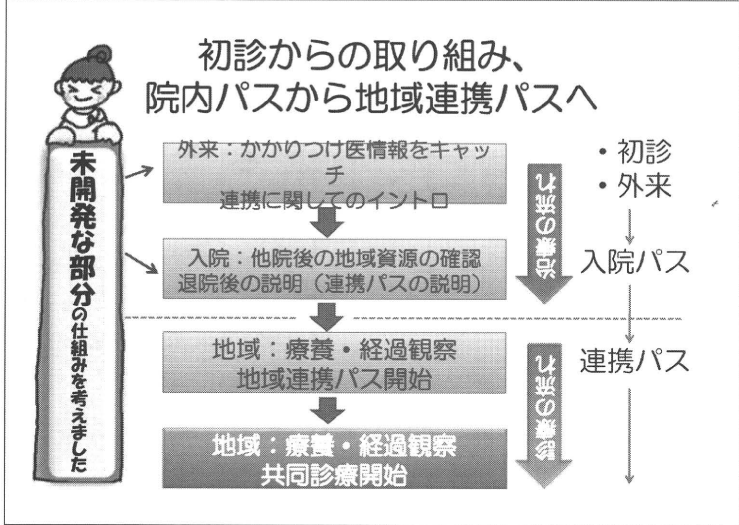 初診からの取り組み、
院内パスから地域連携パスへ
未開発な部分の仕組みを考えました
外来：かかりつけ医情報をキャッ
チ
連携に関してのイントロ
入院：他院後の地域資源の確認
退院後の説明（連携パスの説明）
地域：療養・経過観察
地域連携パス開始
地域：療養・経過観察
共同診療開始
治療の流れ
診療の流れ
・初診
・外来
入院パス
連携パス